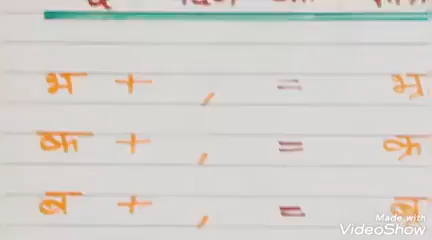 भ + , = भ्र
क + , = क्र
ब + , = ब्र
Made with
VideoShow